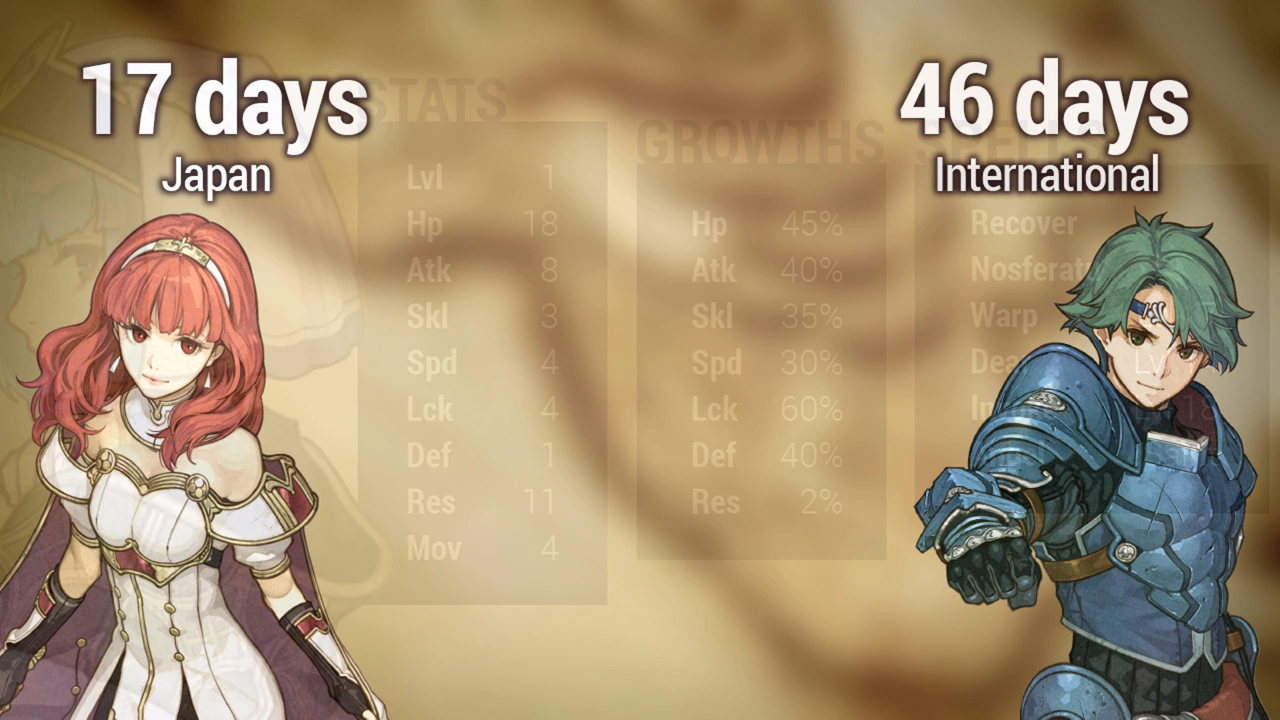 17 days
Japan
46 days
International
STATS
Lvl 1
Hp 18
Atk 8
Skl 3
Spd 4
Lck 4
Def 1
Res 11
Mov 4
GROWTHS
Hp 45%
Atk 40%
Skl 35%
Spd 30%
Lck 60%
Def 40%
Res 2%
Recover
Warp
Lv
18